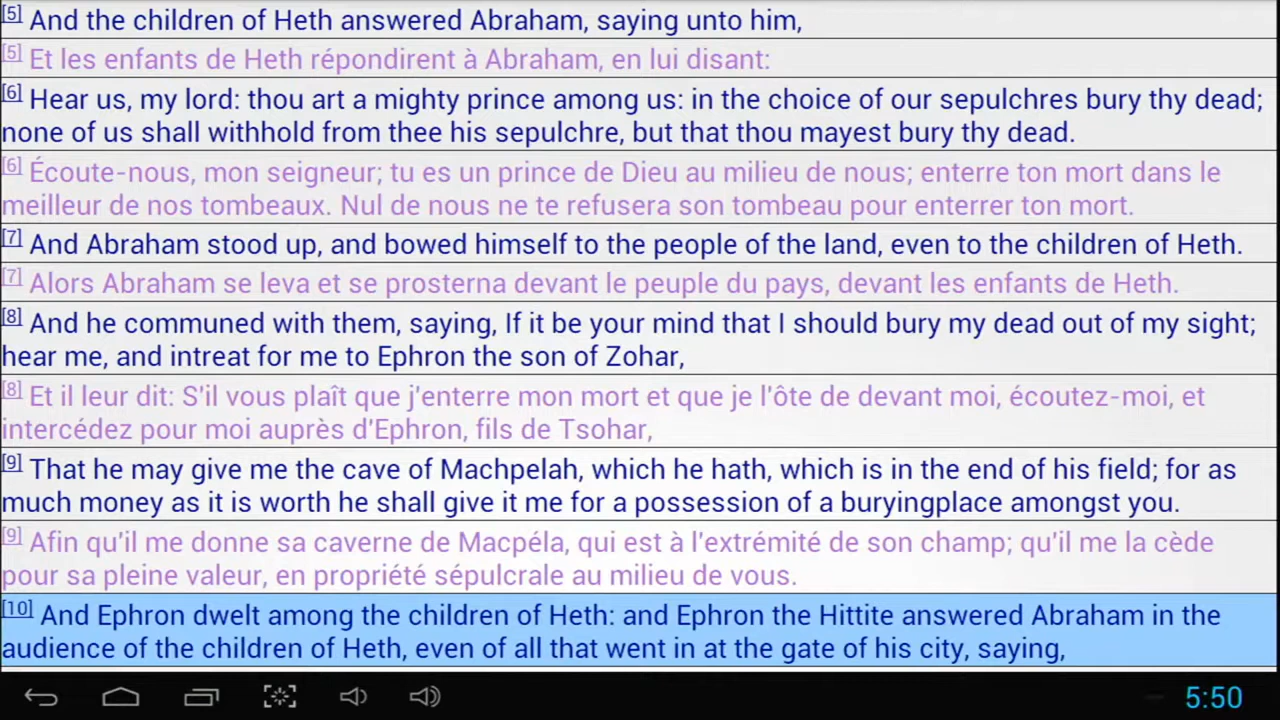 [5] And the children of Heth answered Abraham, saying unto him,
[5] Et les enfants de Heth répondirent à Abraham, en lui disant:
[6] Hear us, my lord: thou art a mighty prince among us: in the choice of our sepulchres bury thy dead;
none of us shall withhold from thee his sepulchre, but that thou mayest bury thy dead.
[6] Écoute-nous, mon seigneur; tu es un prince de Dieu au milieu de nous; enterre ton mort dans le
meilleur de nos tombeaux. Nul de nous ne te refusera son tombeau pour enterrer ton mort.
[7] And Abraham stood up, and bowed himself to the people of the land, even to the children of Heth.
[7] Alors Abraham se leva et se prosterna devant le peuple du pays, devant les enfants de Heth.
[8] And he communed with them, saying, If it be your mind that I should bury my dead out of my sight;
hear me, and intreat for me to Ephron the son of Zohar,
[8] Et il leur dit: S'il vous plaît que j'enterre mon mort et que je l'ôte de devant moi, écoutez-moi, et
intercédez pour moi auprès d'Ephron, fils de Tsohar,
[9] That he may give me the cave of Machpelah, which he hath, which is in the end of his field; for as
much money as it is worth he shall give it me for a possession of a buryingplace amongst you.
[9] Afin qu'il me donne sa caverne de Macpéla, qui est à l'extrémité de son champ; qu'il me la cède
pour sa pleine valeur, en propriété sépulcrale au milieu de vous.
[10] And Ephron dwelt among the children of Heth: and Ephron the Hittite answered Abraham in the
audience of the children of Heth, even of all that went in at the gate of his city, saying,
5:50